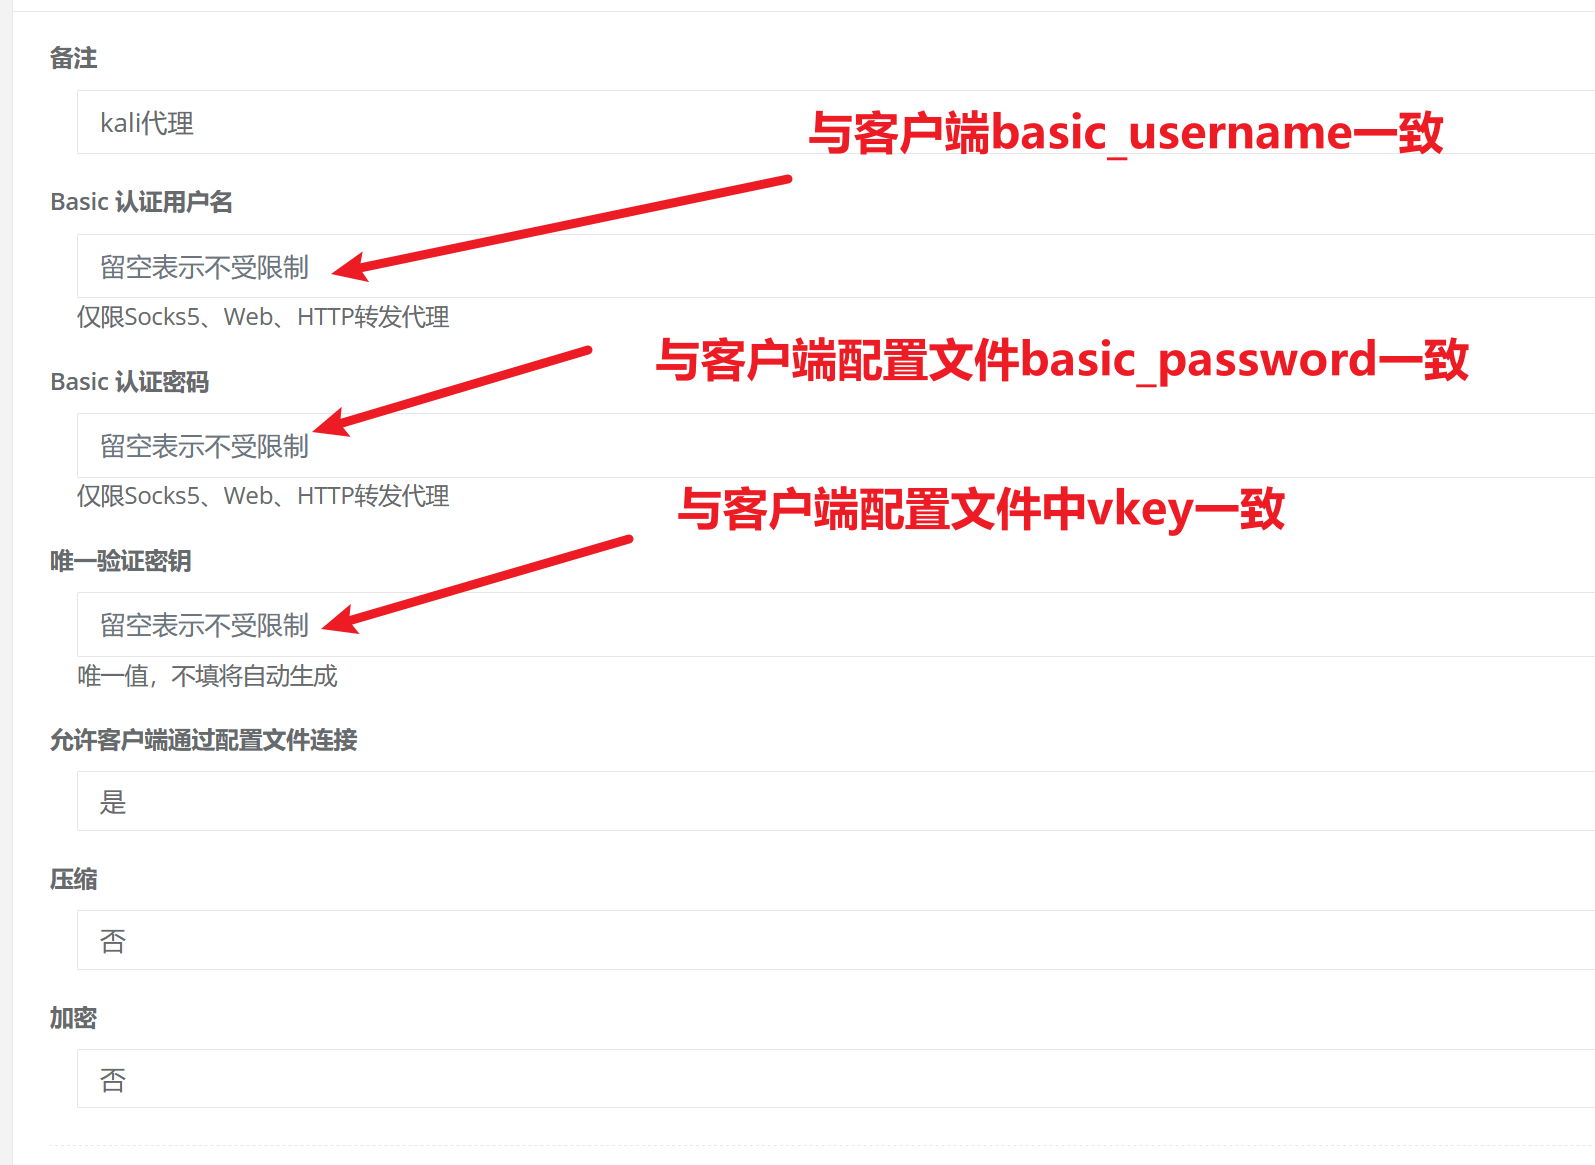 备注
kali代理
与客户端basic_username一致
Basic 认证用户名
留空表示不受限制
仅限Socks5、Web、HTTP转发代理
与客户端配置文件basic_password一致
Basic 认证密码
留空表示不受限制
仅限Socks5、Web、HTTP转发代理
与客户端配置文件中vkey一致
唯一验证密钥
留空表示不受限制
唯一值，不填将自动生成
允许客户端通过配置文件连接
是
压缩
否
加密
否